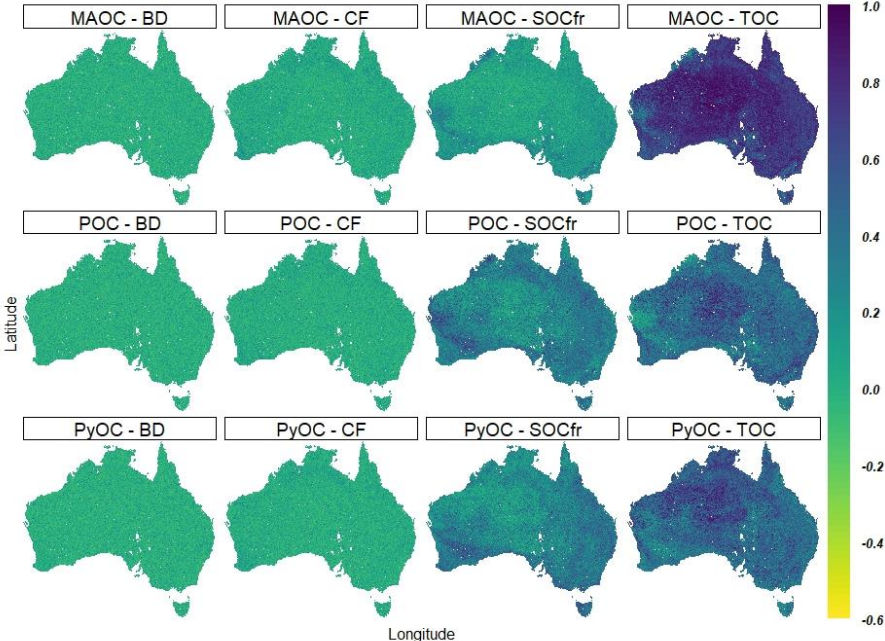 MAOC - BD
MAOC - CF
MAOC - SOCfr
MAOC - TOC
POC - BD
POC - CF
POC - SOCfr
POC - TOC
PyOC - BD
PyOC - CF
PyOC - SOCfr
PyOC - TOC
Latitude
Longitude
1.0
0.8
0.6
0.4
0.2
0.0
-0.2
-0.4
-0.6